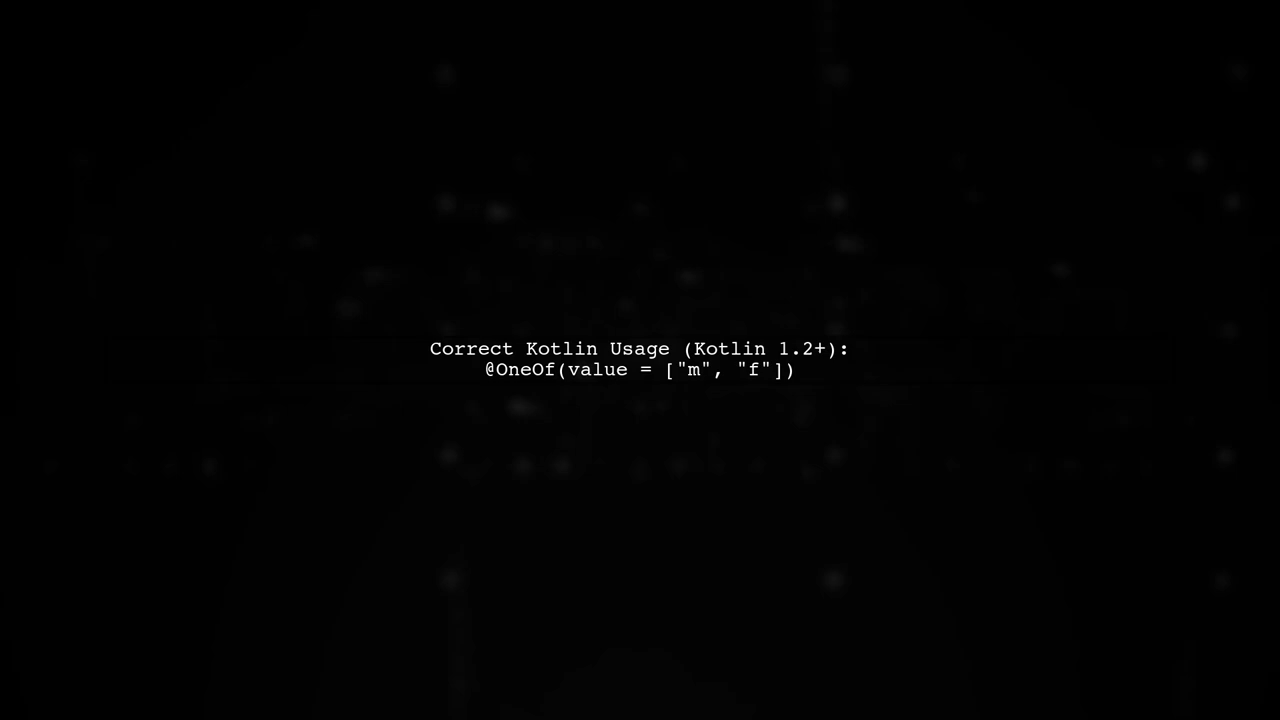 Correct Kotlin Usage (Kotlin 1.2+):
@OneOf(value = ["m", "f"])